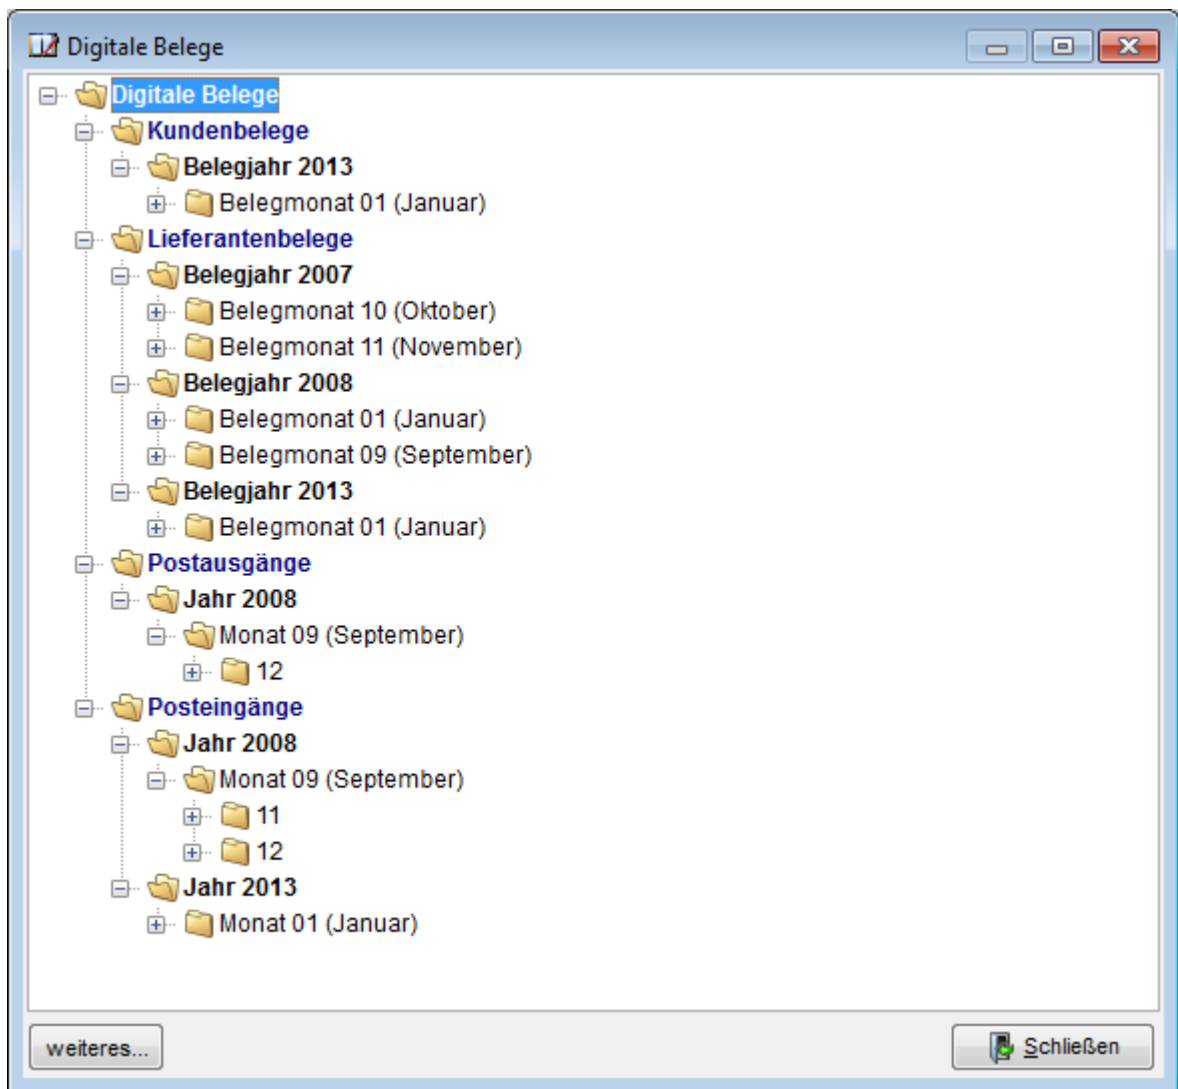 Digitale Belege
Digitale Belege
Kundenbelege
Belegjahr 2013
Belegmonat 01 (Januar)
Lieferantenbelege
Belegjahr 2007
Belegmonat 10 (Oktober)
Belegmonat 11 (November)
Belegjahr 2008
Belegmonat 01 (Januar)
Belegmonat 09 (September)
Belegjahr 2013
Belegmonat 01 (Januar)
Postausgänge
Jahr 2008
Monat 09 (September)
12
Posteingänge
Jahr 2008
Monat 09 (September)
11
12
Jahr 2013
Monat 01 (Januar)
weiteres... Schließen